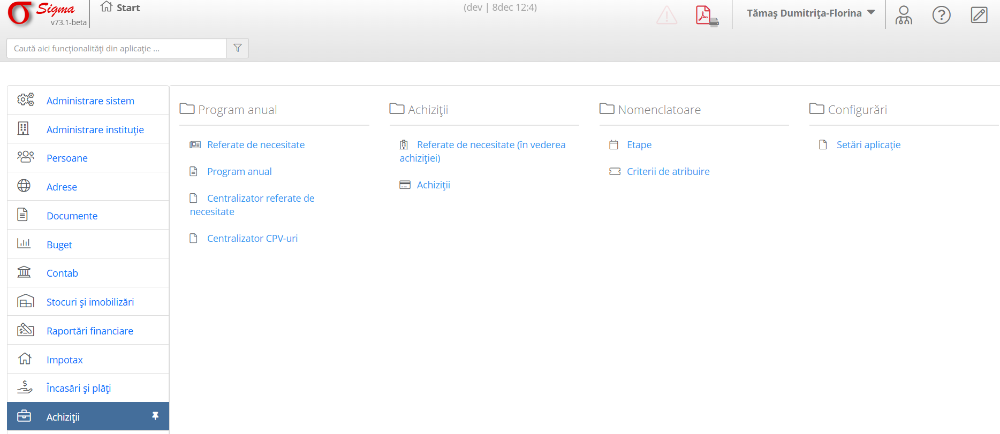 Sigma
v73.1-beta
Start
(dev | 8dec 12:4)
Tămaş Dumitriţa-Florina
Caută aici funcţionalităţi din aplicaţie ...
Administrare sistem
Administrare instituţie
Persoane
Adrese
Documente
Buget
Contab
Stocuri şi imobilizări
Raportări financiare
Impotax
Încasări şi plăţi
Achiziţii
Program anual
Referate de necesitate
Program anual
Centralizator referate de
necesitate
Centralizator CPV-uri
Achiziţii
Referate de necesitate (în vederea
achiziţiei)
Achiziţii
Nomenclatoare
Etape
Criterii de atribuire
Configurări
Setări aplicaţie